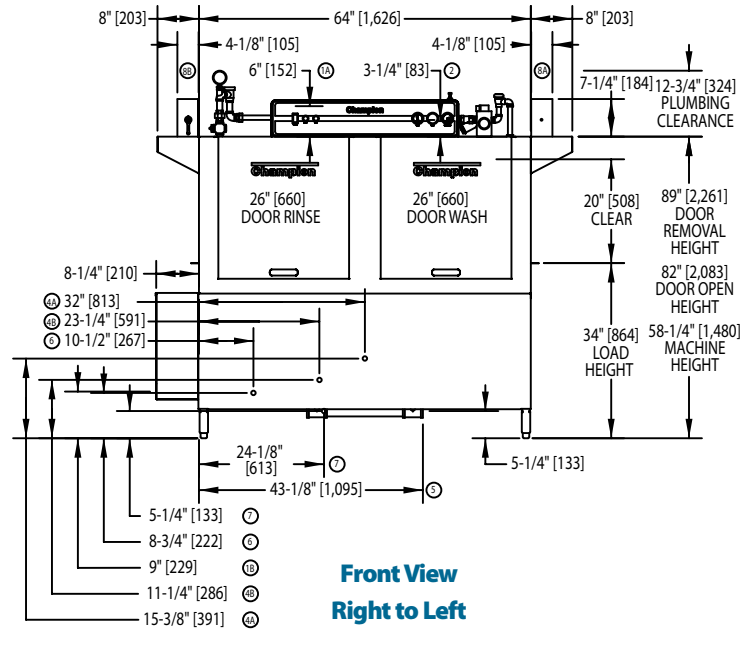 8" [203]
64" [1,626]
8" [203]
4-1/8" [105]
4-1/8" [105]
8B
6" [152] 1A
3-1/4" [83] 2
8A
7-1/4" [184]
12-3/4" [324]
PLUMBING
CLEARANCE
Champion
Champion
Champion
26" [660]
DOOR RINSE
26" [660]
DOOR WASH
20" [508]
CLEAR
89" [2,261]
DOOR
REMOVAL
HEIGHT
8-1/4" [210]
82" [2,083]
DOOR OPEN
HEIGHT
4A 32" [813]
4B 23-1/4" [591]
6 10-1/2" [267]
34" [864]
LOAD
HEIGHT
58-1/4" [1,480]
MACHINE
HEIGHT
24-1/8"
[613] 7
5-1/4" [133]
43-1/8" [1,095] 5
5-1/4" [133] 7
8-3/4" [222] 6
9" [229] 1B
11-1/4" [286] 4B
15-3/8" [391] 4A
Front View
Right to Left